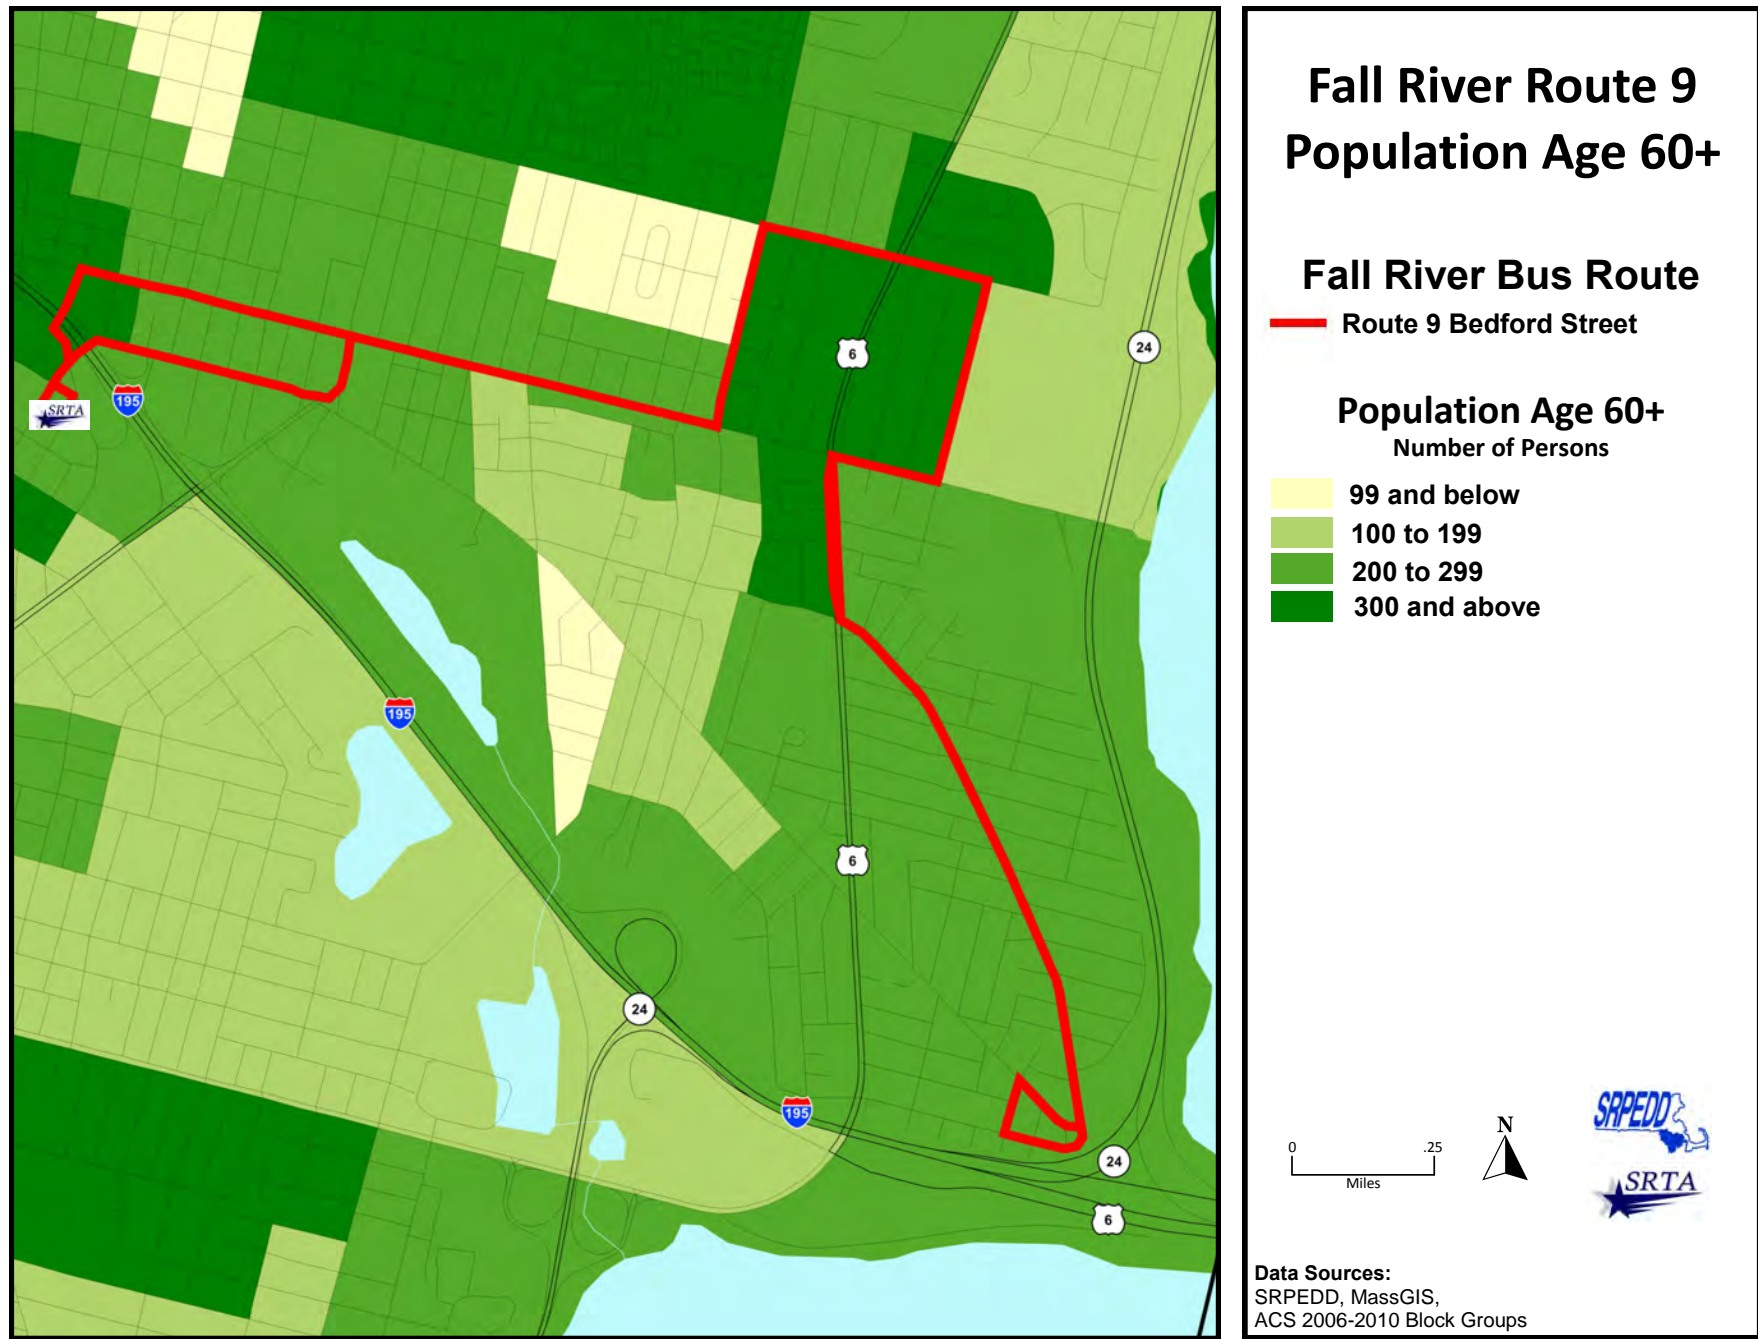 Fall River Route 9
Population Age 60+
Fall River Bus Route
Route 9 Bedford Street
Population Age 60+
Number of Persons
99 and below
100 to 199
200 to 299
300 and above
6
24
195
SRTA
195
6
24
195
24
6
0 .25
Miles
N
SRPEDD
SRTA
Data Sources:
SRPEDD, MassGIS,
ACS 2006-2010 Block Groups